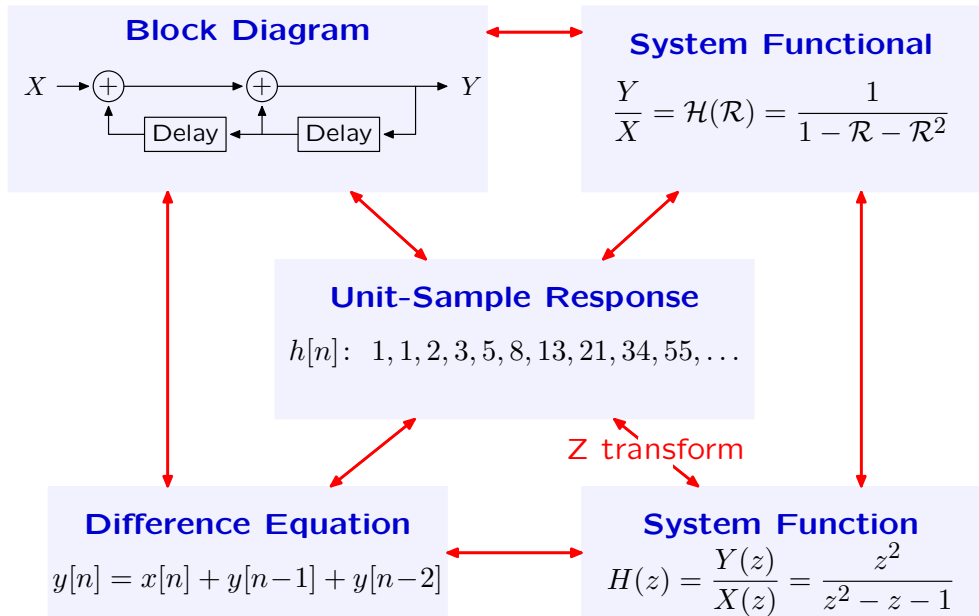 Block Diagram
X + + Y
Delay Delay
System Functional
Y/X = ℋ(ℛ) = 1/(1 − ℛ − ℛ²)
Unit-Sample Response
h[n]: 1, 1, 2, 3, 5, 8, 13, 21, 34, 55, . . .
Z transform
Difference Equation
y[n] = x[n] + y[n−1] + y[n−2]
System Function
H(z) = Y(z)/X(z) = z²/(z² − z − 1)